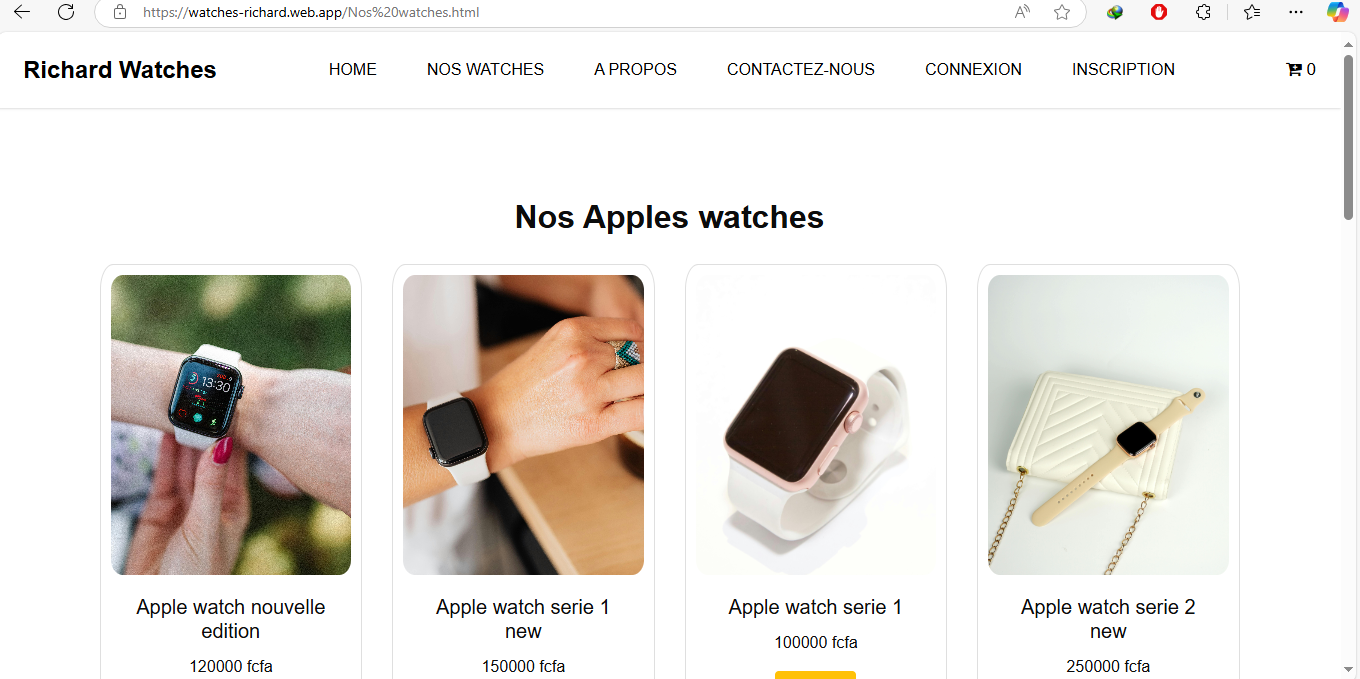 https://watches-richard.web.app/Nos%20watches.html
Richard Watches HOME NOS WATCHES A PROPOS CONTACTEZ-NOUS CONNEXION INSCRIPTION 0
Nos Apples watches
13:30
Apple watch nouvelle
edition
120000 fcfa
Apple watch serie 1
new
150000 fcfa
Apple watch serie 1
100000 fcfa
Apple watch serie 2
new
250000 fcfa